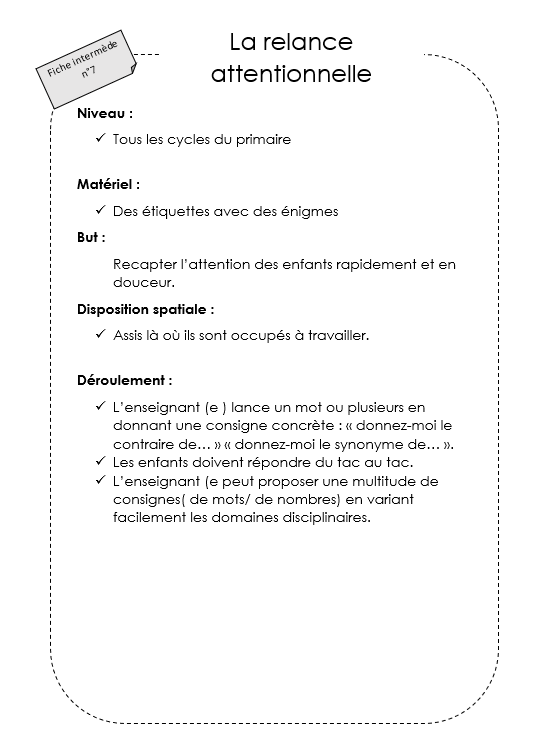 Fiche intermède
n°7
La relance
attentionnelle
Niveau :
✓ Tous les cycles du primaire
Matériel :
✓ Des étiquettes avec des énigmes
But :
Recapter l’attention des enfants rapidement et en
douceur.
Disposition spatiale :
✓ Assis là où ils sont occupés à travailler.
Déroulement :
✓ L’enseignant (e ) lance un mot ou plusieurs en
donnant une consigne concrète : « donnez-moi le
contraire de… » « donnez-moi le synonyme de… ».
✓ Les enfants doivent répondre du tac au tac.
✓ L’enseignant (e peut proposer une multitude de
consignes( de mots/ de nombres) en variant
facilement les domaines disciplinaires.